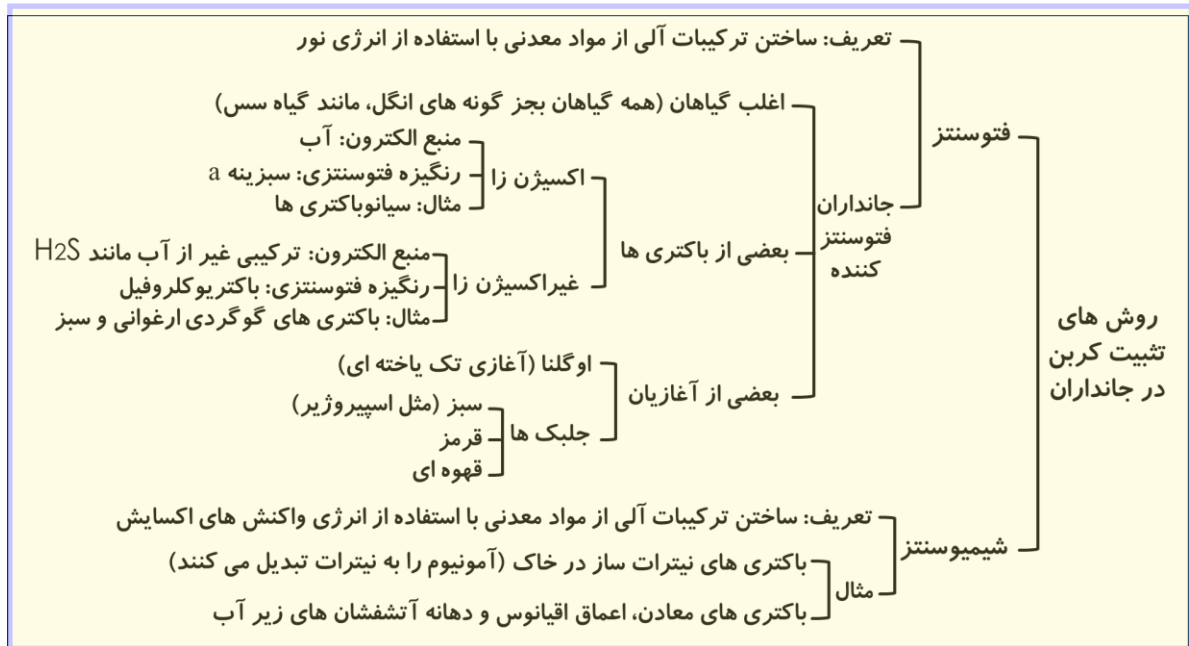 روش های
تثبیت کربن
در جانداران
فتوسنتز
تعریف: ساختن ترکیبات آلی از مواد معدنی با استفاده از انرژی نور
جانداران
فتوسنتز
کننده
اغلب گیاهان (همه گیاهان بجز گونه های انگل، مانند گیاه سس)
بعضی از باکتری ها
اکسیژن زا
منبع الکترون: آب
رنگیزه فتوسنتزی: سبزینه a
مثال: سیانوباکتری ها
غیراکسیژن زا
منبع الکترون: ترکیبی غیر از آب مانند H2S
رنگیزه فتوسنتزی: باکتریوکلروفیل
مثال: باکتری های گوگردی ارغوانی و سبز
بعضی از آغازیان
اوگلنا (آغازی تک یاخته ای)
جلبک ها
سبز (مثل اسپیروژیر)
قرمز
قهوه ای
شیمیوسنتز
تعریف: ساختن ترکیبات آلی از مواد معدنی با استفاده از انرژی واکنش های اکسایش
مثال
باکتری های نیترات ساز در خاک (آمونیوم را به نیترات تبدیل می کنند)
باکتری های معادن، اعماق اقیانوس و دهانه آتشفشان های زیر آب